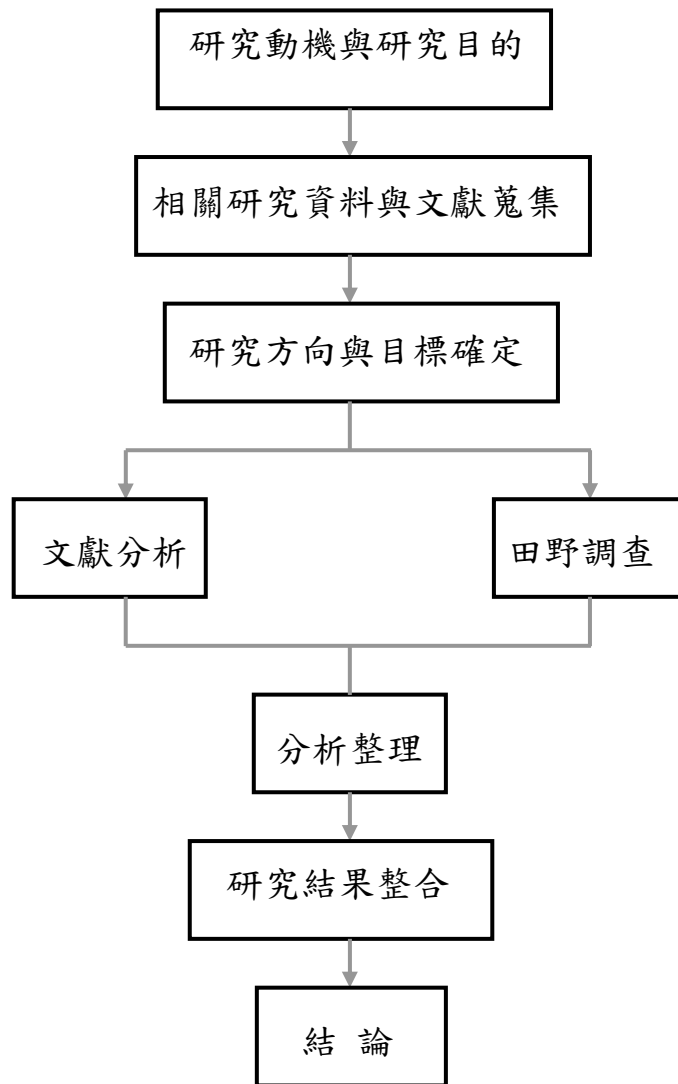 研究動機與研究目的
相關研究資料與文獻蒐集
研究方向與目標確定
文獻分析
田野調查
分析整理
研究結果整合
結 論